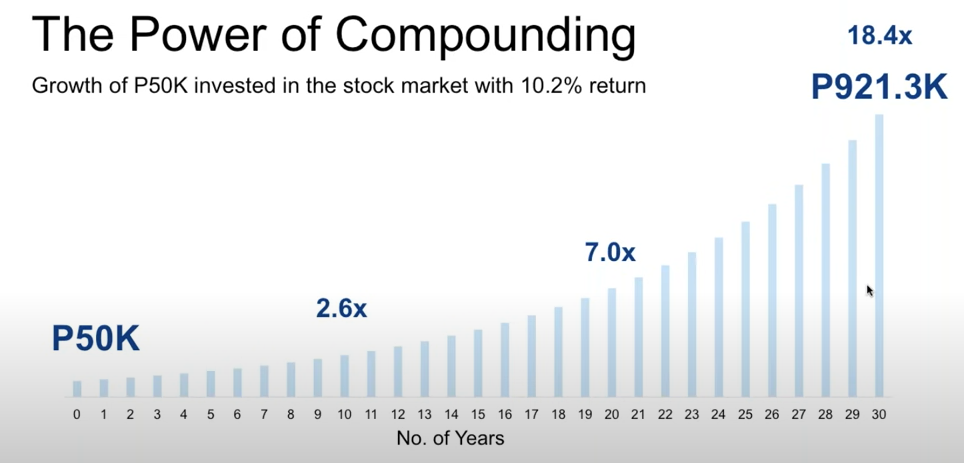 The Power of Compounding
Growth of P50K invested in the stock market with 10.2% return
18.4x
P921.3K
7.0x
2.6x
P50K
0 1 2 3 4 5 6 7 8 9 10 11 12 13 14 15 16 17 18 19 20 21 22 23 24 25 26 27 28 29 30
No. of Years